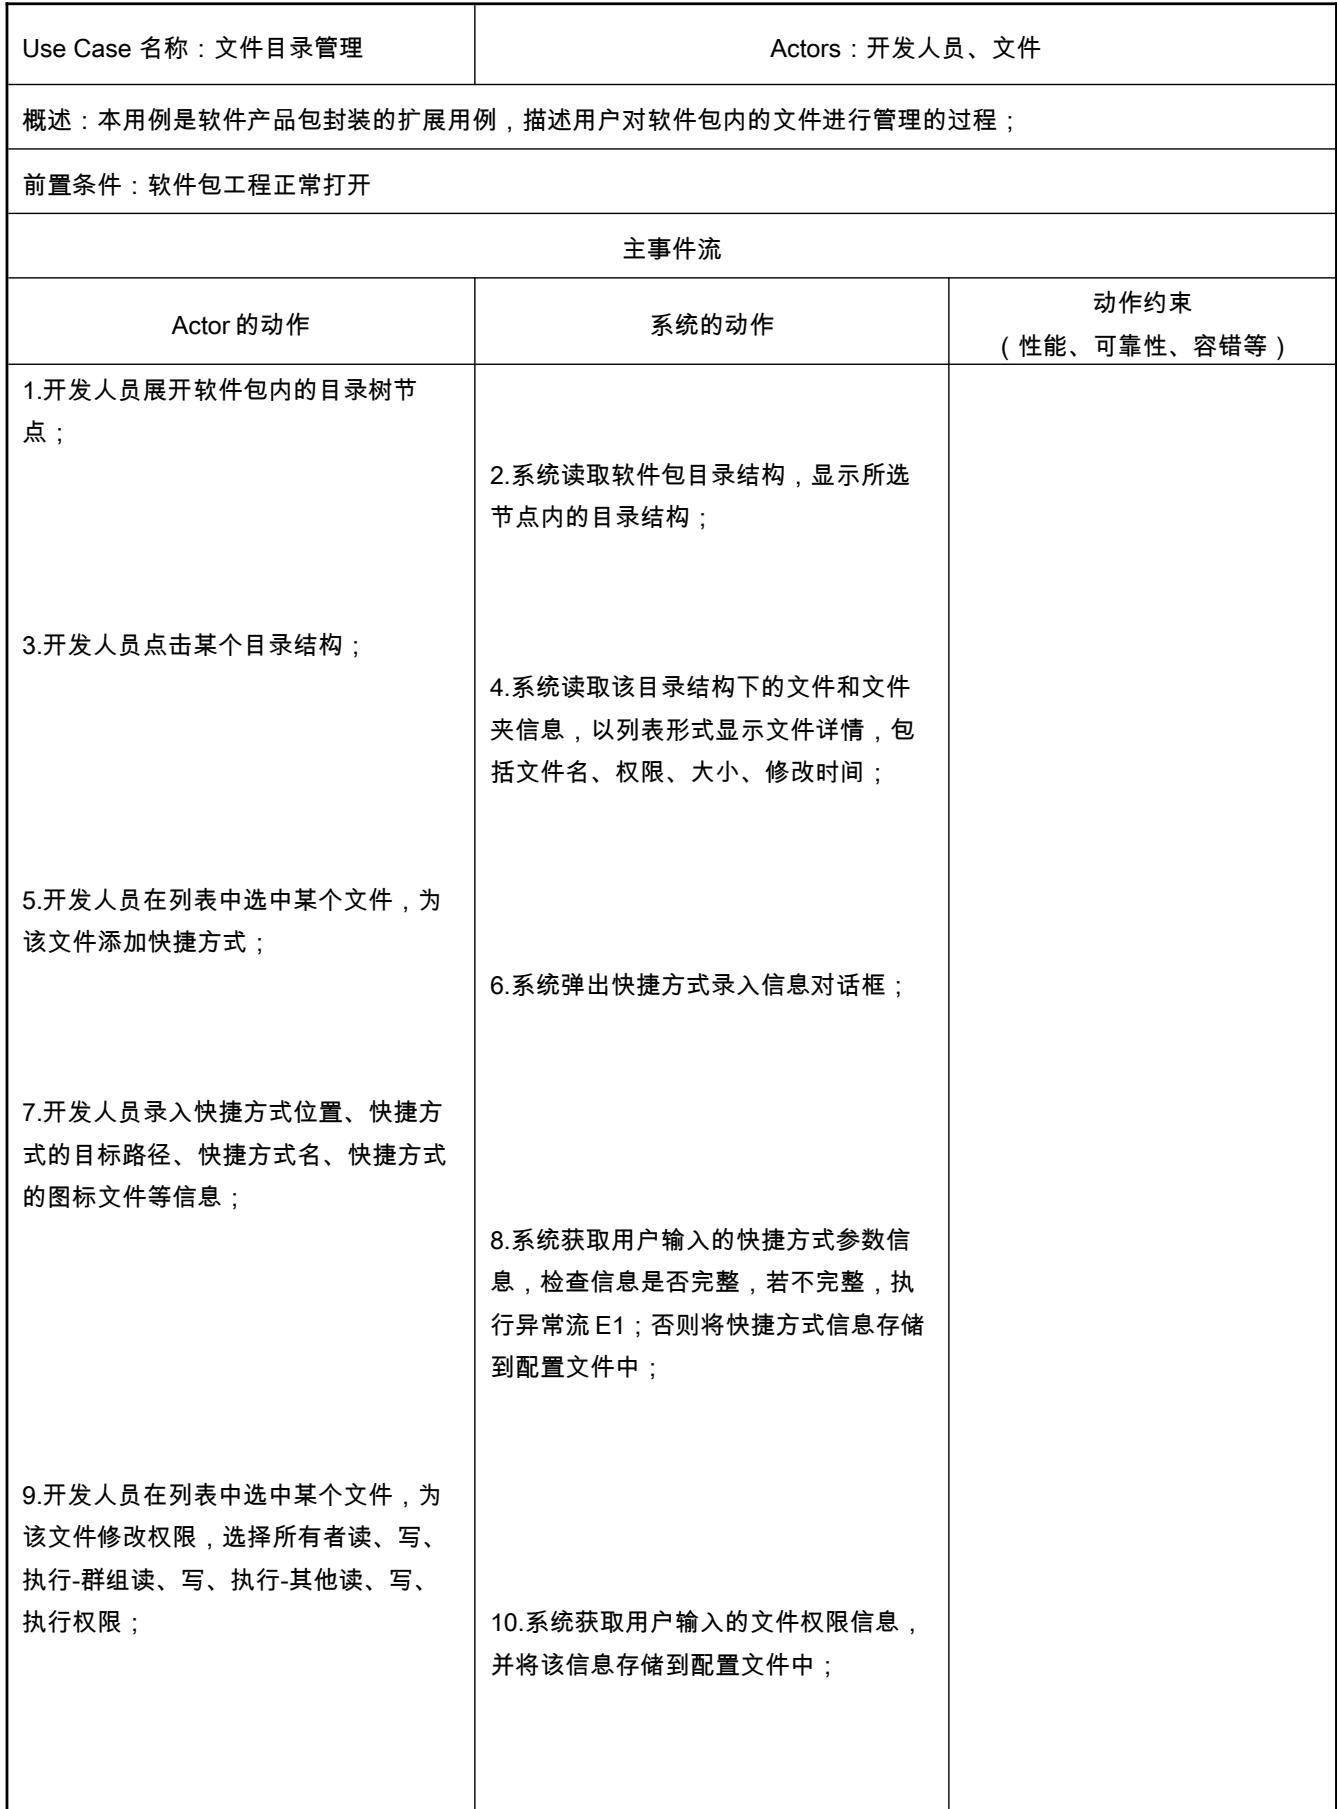 Use Case 名称：文件目录管理
Actors：开发人员、文件
概述：本用例是软件产品包封装的扩展用例，描述用户对软件包内的文件进行管理的过程；
前置条件：软件包工程正常打开
主事件流
Actor 的动作
系统的动作
动作约束
（性能、可靠性、容错等）
1.开发人员展开软件包内的目录树节
点；
2.系统读取软件包目录结构，显示所选
节点内的目录结构；
3.开发人员点击某个目录结构；
4.系统读取该目录结构下的文件和文件
夹信息，以列表形式显示文件详情，包
括文件名、权限、大小、修改时间；
5.开发人员在列表中选中某个文件，为
该文件添加快捷方式；
6.系统弹出快捷方式录入信息对话框；
7.开发人员录入快捷方式位置、快捷方
式的目标路径、快捷方式名、快捷方式
的图标文件等信息；
8.系统获取用户输入的快捷方式参数信
息，检查信息是否完整，若不完整，执
行异常流 E1；否则将快捷方式信息存储
到配置文件中；
9.开发人员在列表中选中某个文件，为
该文件修改权限，选择所有者读、写、
执行-群组读、写、执行-其他读、写、
执行权限；
10.系统获取用户输入的文件权限信息，
并将该信息存储到配置文件中；